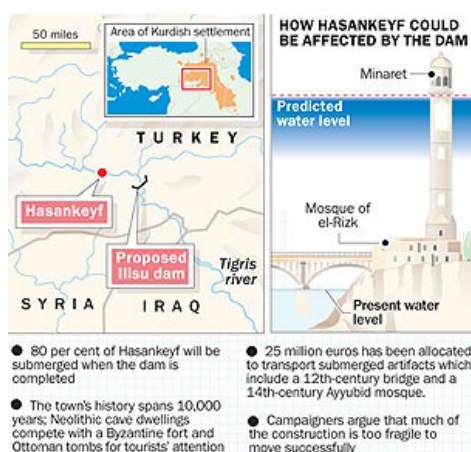 50 miles
Area of Kurdish settlement
TURKEY
Hasankeyf
Proposed
Illsu dam
Tigris
river
SYRIA
IRAQ
HOW HASANKEYF COULD
BE AFFECTED BY THE DAM
Minaret
Predicted
water level
Mosque of
el-Rizk
Present water
level
● 80 per cent of Hasankeyf will be
submerged when the dam is
completed
● The town's history spans 10,000
years; Neolithic cave dwellings
compete with a Byzantine fort and
Ottoman tombs for tourists' attention
● 25 million euros has been allocated
to transport submerged artifacts which
include a 12th-century bridge and a
14th-century Ayyubid mosque.
● Campaigners argue that much of
the construction is too fragile to
move successfully